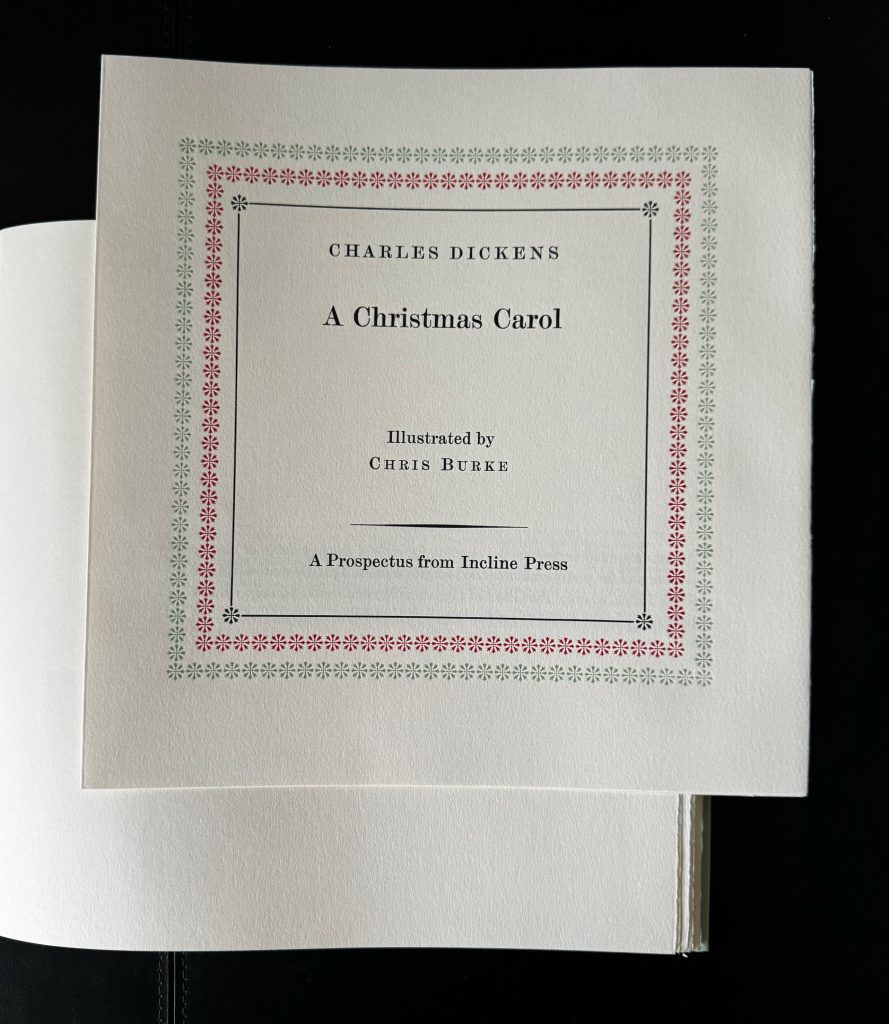 CHARLES DICKENS
A Christmas Carol
Illustrated by
CHRIS BURKE
A Prospectus from Incline Press